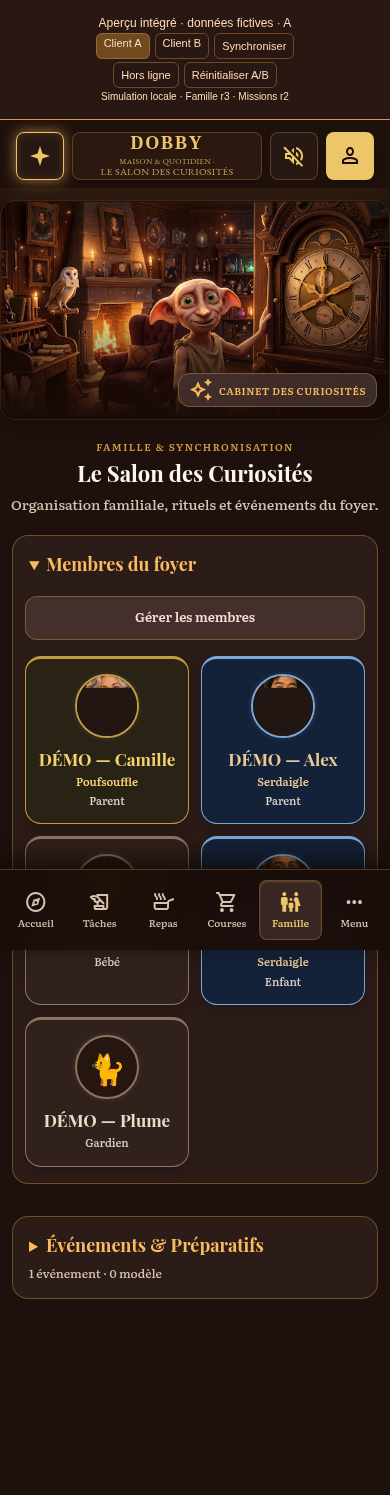 Aperçu intégré · données fictives · A
Client A
Client B
Synchroniser
Hors ligne
Réinitialiser A/B
Simulation locale · Famille r3 · Missions r2
DOBBY
MAISON & QUOTIDIEN ·
LE SALON DES CURIOSITÉS
CABINET DES CURIOSITÉS
FAMILLE & SYNCHRONISATION
Le Salon des Curiosités
Organisation familiale, rituels et événements du foyer.
Membres du foyer
Gérer les membres
DÉMO — Camille
Poufsouffle
Parent
DÉMO — Alex
Serdaigle
Parent
Accueil
Tâches
Repas
Courses
Famille
Menu
Bébé
Serdaigle
Enfant
DÉMO — Plume
Gardien
Événements & Préparatifs
1 événement · 0 modèle